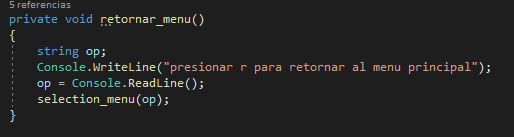 5 referencias
private void retornar_menu()
{
string op;
Console.WriteLine("presionar r para retornar al menu principal");
op = Console.ReadLine();
selection_menu(op);
}